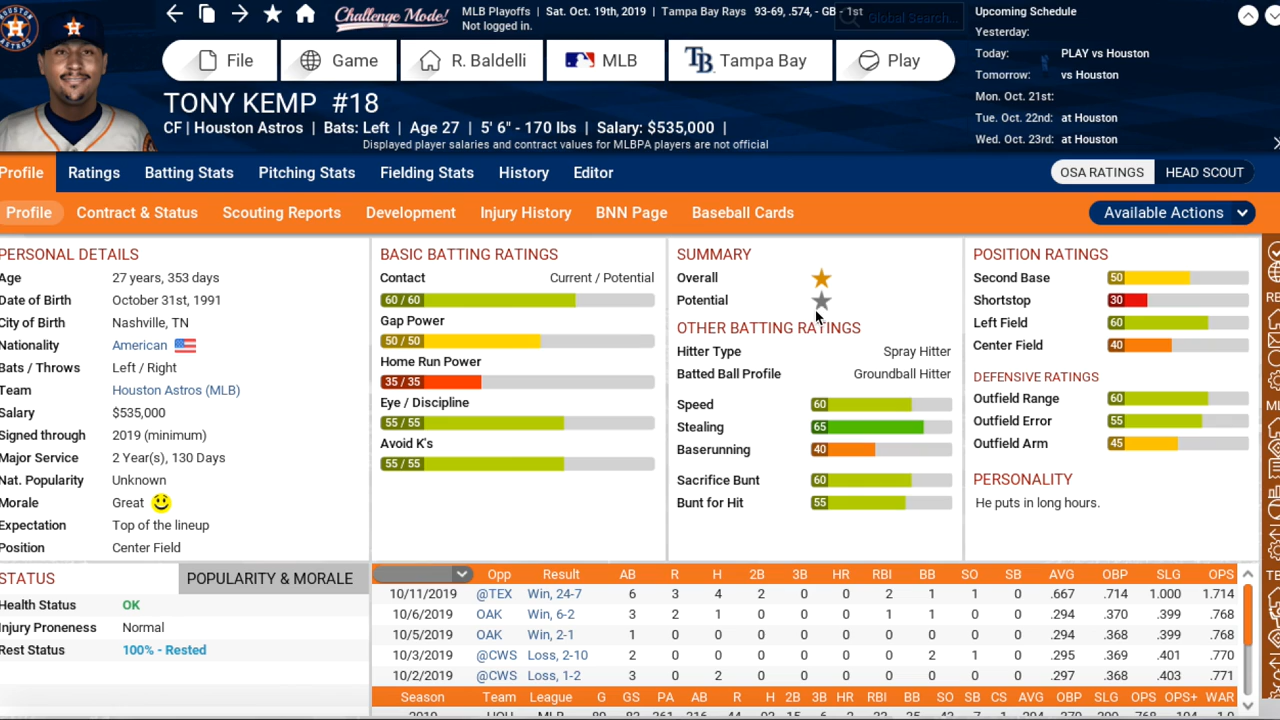 Challenge Mode!
MLB Playoffs | Sat. Oct. 19th, 2019 | Tampa Bay Rays 93-69, .574, - GB - 1st
Not logged in.
Global Search...
File
Game
R. Baldelli
MLB
Tampa Bay
Play
Upcoming Schedule
Yesterday:
Today: PLAY vs Houston
Tomorrow: vs Houston
Mon. Oct. 21st:
Tue. Oct. 22nd: at Houston
Wed. Oct. 23rd: at Houston
TONY KEMP #18
CF | Houston Astros | Bats: Left | Age 27 | 5' 6" - 170 lbs | Salary: $535,000 |
Displayed player salaries and contract values for MLBPA players are not official
Profile Ratings Batting Stats Pitching Stats Fielding Stats History Editor
OSA RATINGS HEAD SCOUT
Profile Contract & Status Scouting Reports Development Injury History BNN Page Baseball Cards
Available Actions
PERSONAL DETAILS
Age 27 years, 353 days
Date of Birth October 31st, 1991
City of Birth Nashville, TN
Nationality American
Bats / Throws Left / Right
Team Houston Astros (MLB)
Salary $535,000
Signed through 2019 (minimum)
Major Service 2 Year(s), 130 Days
Nat. Popularity Unknown
Morale Great
Expectation Top of the lineup
Position Center Field
BASIC BATTING RATINGS
Contact Current / Potential
60 / 60
Gap Power
50 / 50
Home Run Power
35 / 35
Eye / Discipline
55 / 55
Avoid K's
55 / 55
SUMMARY
Overall
Potential
OTHER BATTING RATINGS
Hitter Type Spray Hitter
Batted Ball Profile Groundball Hitter
Speed 60
Stealing 65
Baserunning 40
Sacrifice Bunt 60
Bunt for Hit 55
POSITION RATINGS
Second Base 50
Shortstop 30
Left Field 60
Center Field 40
DEFENSIVE RATINGS
Outfield Range 60
Outfield Error 55
Outfield Arm 45
PERSONALITY
He puts in long hours.
STATUS POPULARITY & MORALE
Health Status OK
Injury Proneness Normal
Rest Status 100% - Rested
Opp Result AB R H 2B 3B HR RBI BB SO SB AVG OBP SLG OPS
10/11/2019 @TEX Win, 24-7 6 3 4 2 0 0 2 1 1 0 .667 .714 1.000 1.714
10/6/2019 OAK Win, 6-2 3 2 1 0 0 0 1 1 0 0 .294 .370 .399 .768
10/5/2019 OAK Win, 2-1 1 0 0 0 0 0 0 0 0 0 .294 .368 .399 .768
10/3/2019 @CWS Loss, 2-10 2 0 0 0 0 0 0 2 1 0 .295 .369 .401 .770
10/2/2019 @CWS Loss, 1-2 3 0 2 0 0 0 0 0 0 0 .297 .368 .403 .771
Season Team League G GS PA AB R H 2B 3B HR RBI BB SO SB CS AVG OBP SLG OPS OPS+ WAR